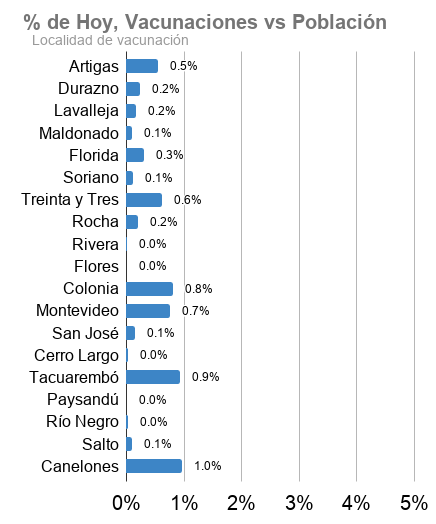 % de Hoy, Vacunaciones vs Población
Localidad de vacunación
Artigas 0.5%
Durazno 0.2%
Lavalleja 0.2%
Maldonado 0.1%
Florida 0.3%
Soriano 0.1%
Treinta y Tres 0.6%
Rocha 0.2%
Rivera 0.0%
Flores 0.0%
Colonia 0.8%
Montevideo 0.7%
San José 0.1%
Cerro Largo 0.0%
Tacuarembó 0.9%
Paysandú 0.0%
Río Negro 0.0%
Salto 0.1%
Canelones 1.0%
0% 1% 2% 3% 4% 5%